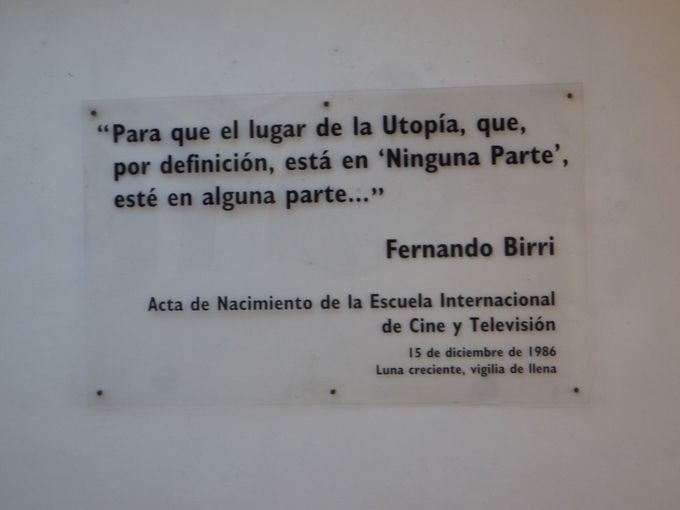 “Para que el lugar de la Utopía, que,
por definición, está en ‘Ninguna Parte’,
esté en alguna parte...”
Fernando Birri
Acta de Nacimiento de la Escuela Internacional
de Cine y Televisión
15 de diciembre de 1986
Luna creciente, vigilia de llena